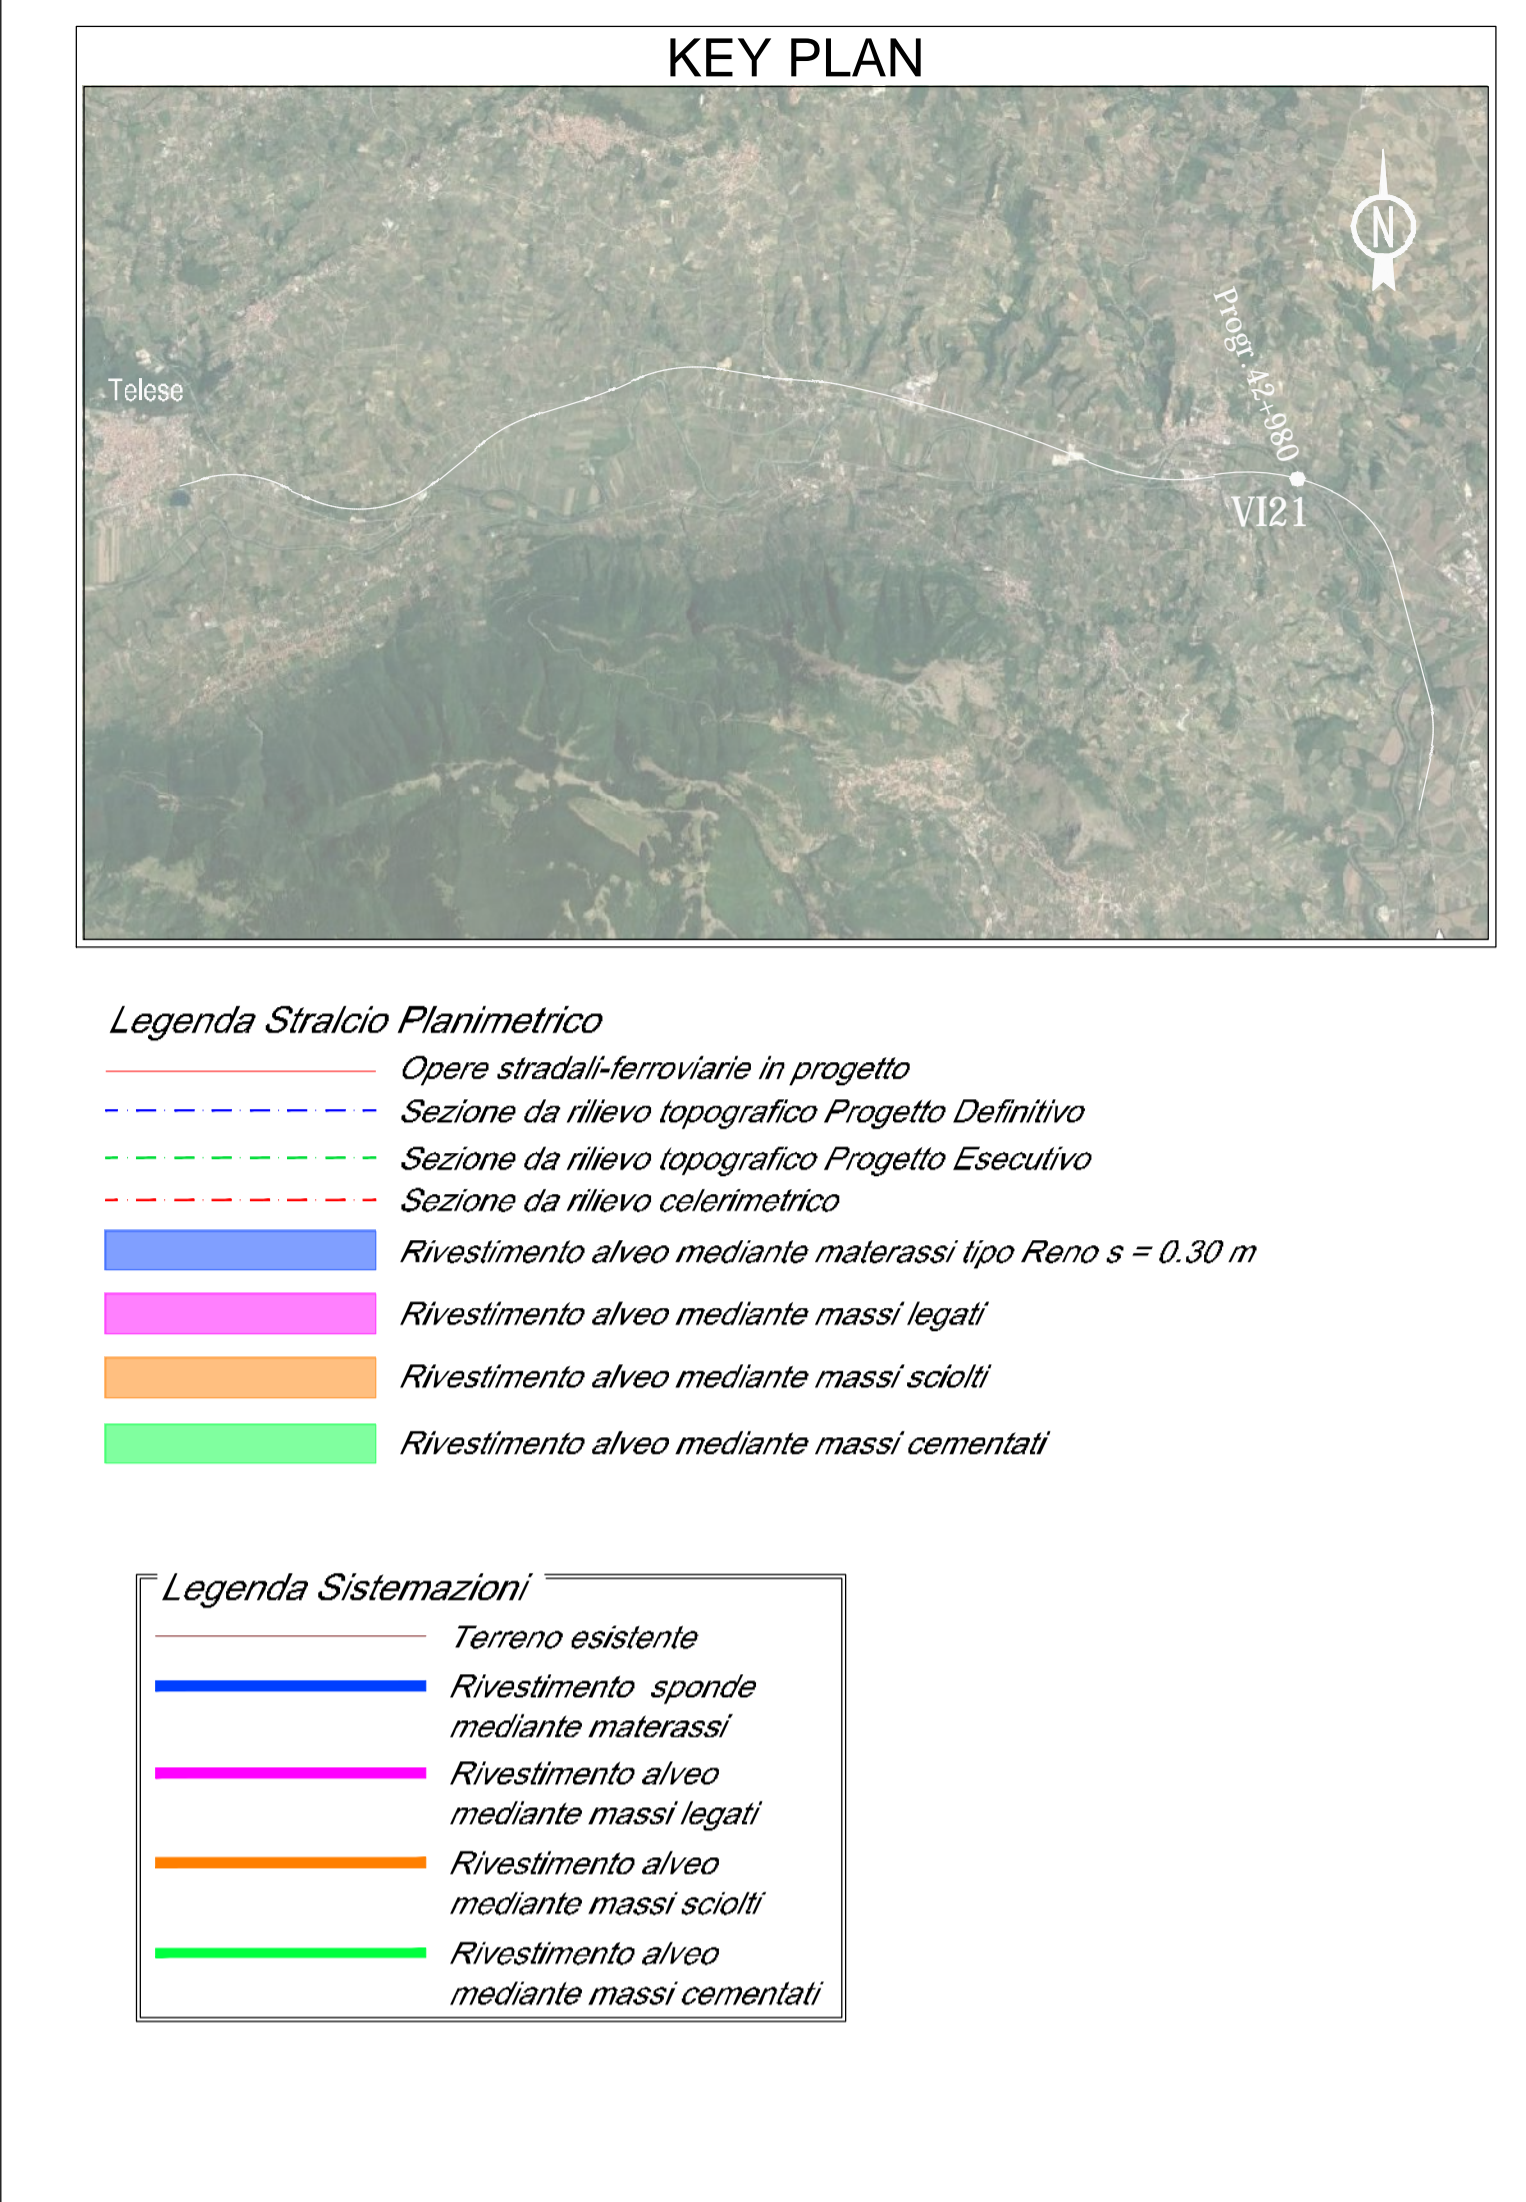 KEY PLAN
N
Progr.42+980
Telese
VI21
Legenda Stralcio Planimetrico
Opere stradali-ferroviarie in progetto
Sezione da rilievo topografico Progetto Definitivo
Sezione da rilievo topografico Progetto Esecutivo
Sezione da rilievo celerimetrico
Rivestimento alveo mediante materassi tipo Reno s = 0.30 m
Rivestimento alveo mediante massi legati
Rivestimento alveo mediante massi sciolti
Rivestimento alveo mediante massi cementati
Legenda Sistemazioni
Terreno esistente
Rivestimento sponde
mediante materassi
Rivestimento alveo
mediante massi legati
Rivestimento alveo
mediante massi sciolti
Rivestimento alveo
mediante massi cementati